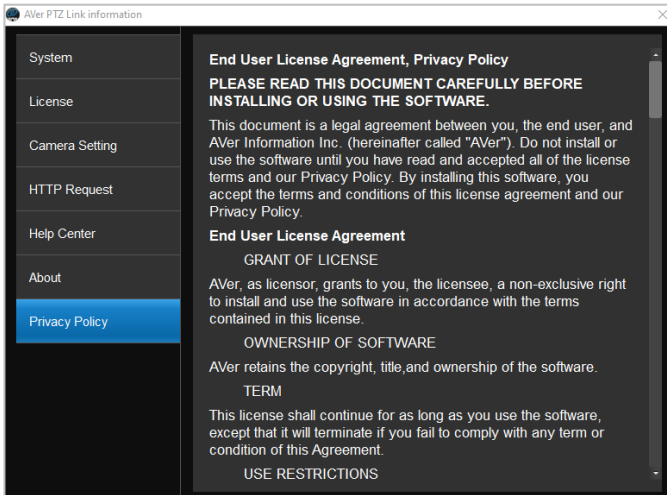 AVer PTZ Link information
System
License
Camera Setting
HTTP Request
Help Center
About
Privacy Policy
End User License Agreement, Privacy Policy
PLEASE READ THIS DOCUMENT CAREFULLY BEFORE
INSTALLING OR USING THE SOFTWARE.
This document is a legal agreement between you, the end user, and
AVer Information Inc. (hereinafter called "AVer"). Do not install or
use the software until you have read and accepted all of the license
terms and our Privacy Policy. By installing this software, you
accept the terms and conditions of this license agreement and our
Privacy Policy.
End User License Agreement
GRANT OF LICENSE
AVer, as licensor, grants to you, the licensee, a non-exclusive right
to install and use the software in accordance with the terms
contained in this license.
OWNERSHIP OF SOFTWARE
AVer retains the copyright, title,and ownership of the software.
TERM
This license shall continue for as long as you use the software,
except that it will terminate if you fail to comply with any term or
condition of this Agreement.
USE RESTRICTIONS